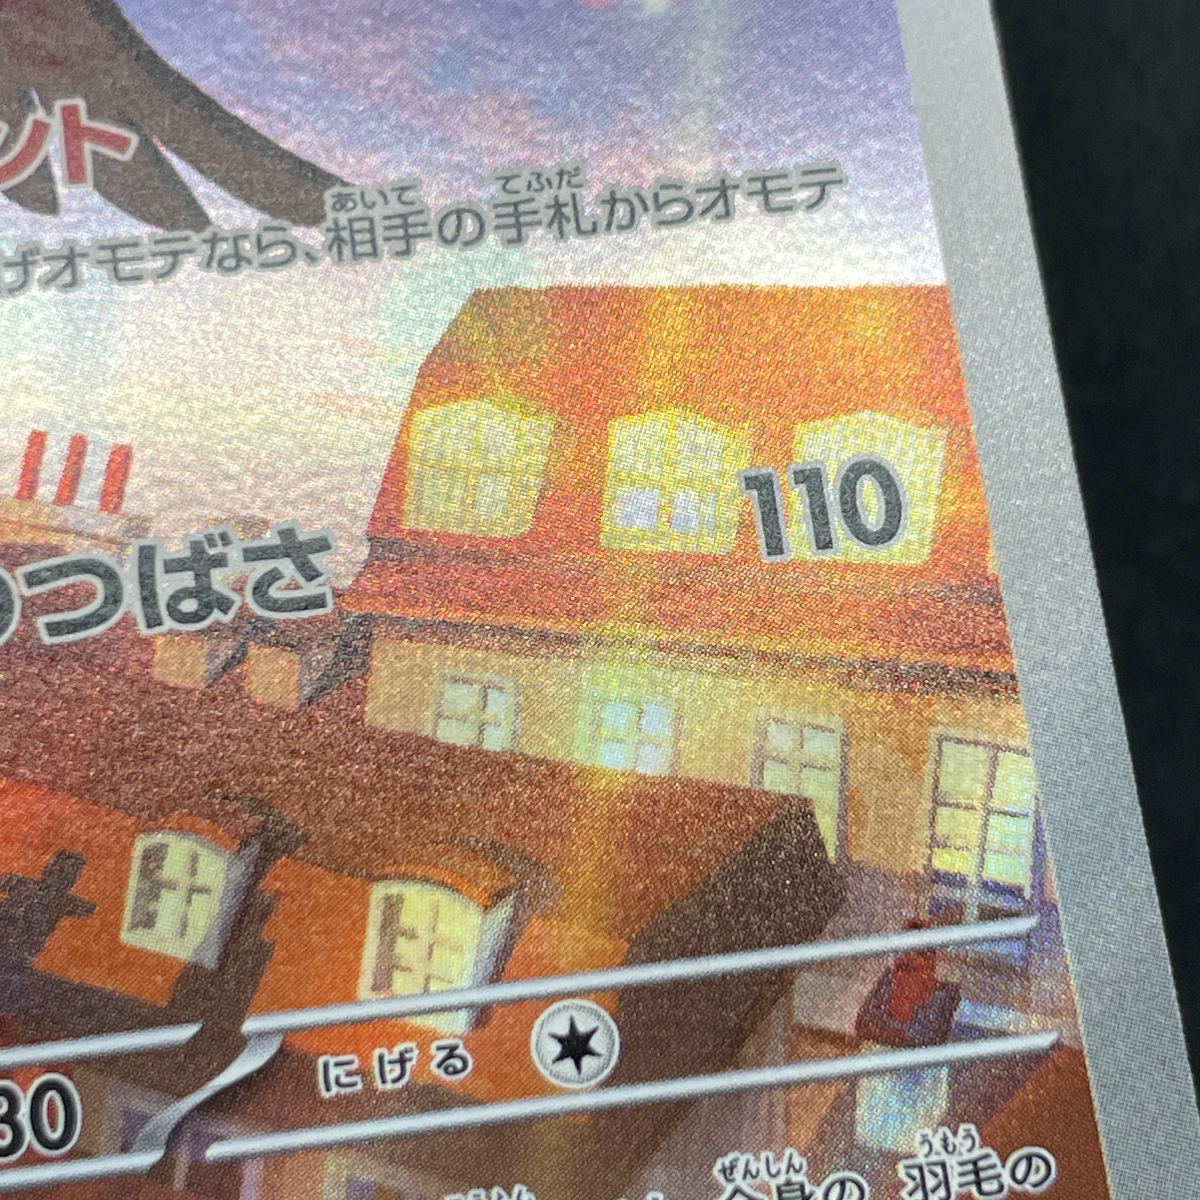 ント
げオモテなら、相手の手札からオモテ
あいて てふだ
110
つばさ
にげる
30
ぜんしん うもう
全身の 羽毛の